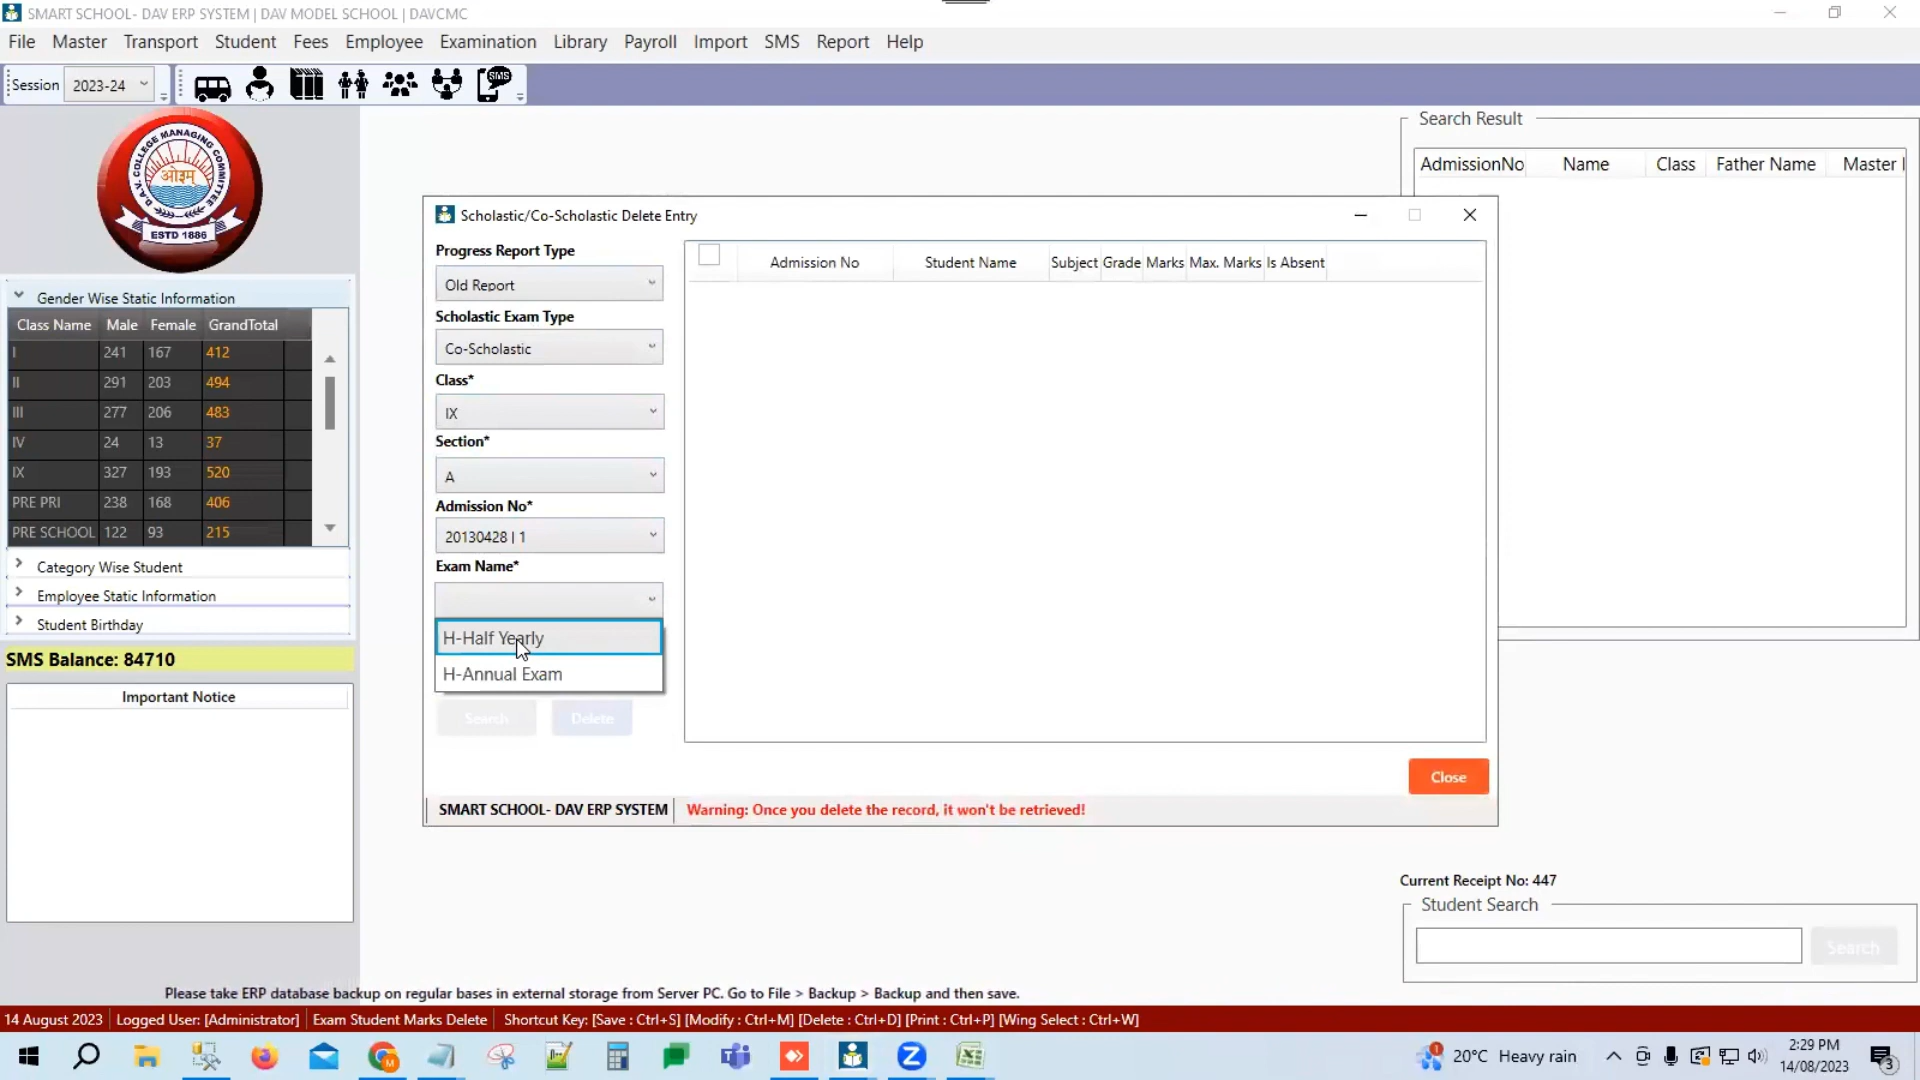 SMART SCHOOL- DAV ERP SYSTEM | DAV MODEL SCHOOL | DAVCMC
File Master Transport Student Fees Employee Examination Library Payroll Import SMS Report Help
Session 2023-24
SMS
D.A.V. COLLEGE MANAGING COMMITTEE
ओ३म्
ESTD 1886
Gender Wise Static Information
Class Name Male Female GrandTotal
I 241 167 412
II 291 203 494
III 277 206 483
IV 24 13 37
IX 327 193 520
PRE PRI 238 168 406
PRE SCHOOL 122 93 215
Category Wise Student
Employee Static Information
Student Birthday
SMS Balance: 84710
Important Notice
Scholastic/Co-Scholastic Delete Entry
Progress Report Type
Old Report
Scholastic Exam Type
Co-Scholastic
Class*
IX
Section*
A
Admission No*
20130428 | 1
Exam Name*
H-Half Yearly
H-Annual Exam
Search Delete
Admission No Student Name Subject Grade Marks Max. Marks Is Absent
Close
SMART SCHOOL- DAV ERP SYSTEM Warning: Once you delete the record, it won't be retrieved!
Search Result
AdmissionNo Name Class Father Name Master
Current Receipt No: 447
Student Search
Search
Please take ERP database backup on regular bases in external storage from Server PC. Go to File > Backup > Backup and then save.
14 August 2023 Logged User: [Administrator] Exam Student Marks Delete Shortcut Key: [Save : Ctrl+S] [Modify : Ctrl+M] [Delete : Ctrl+D] [Print : Ctrl+P] [Wing Select : Ctrl+W]
20°C Heavy rain
2:29 PM
14/08/2023
3